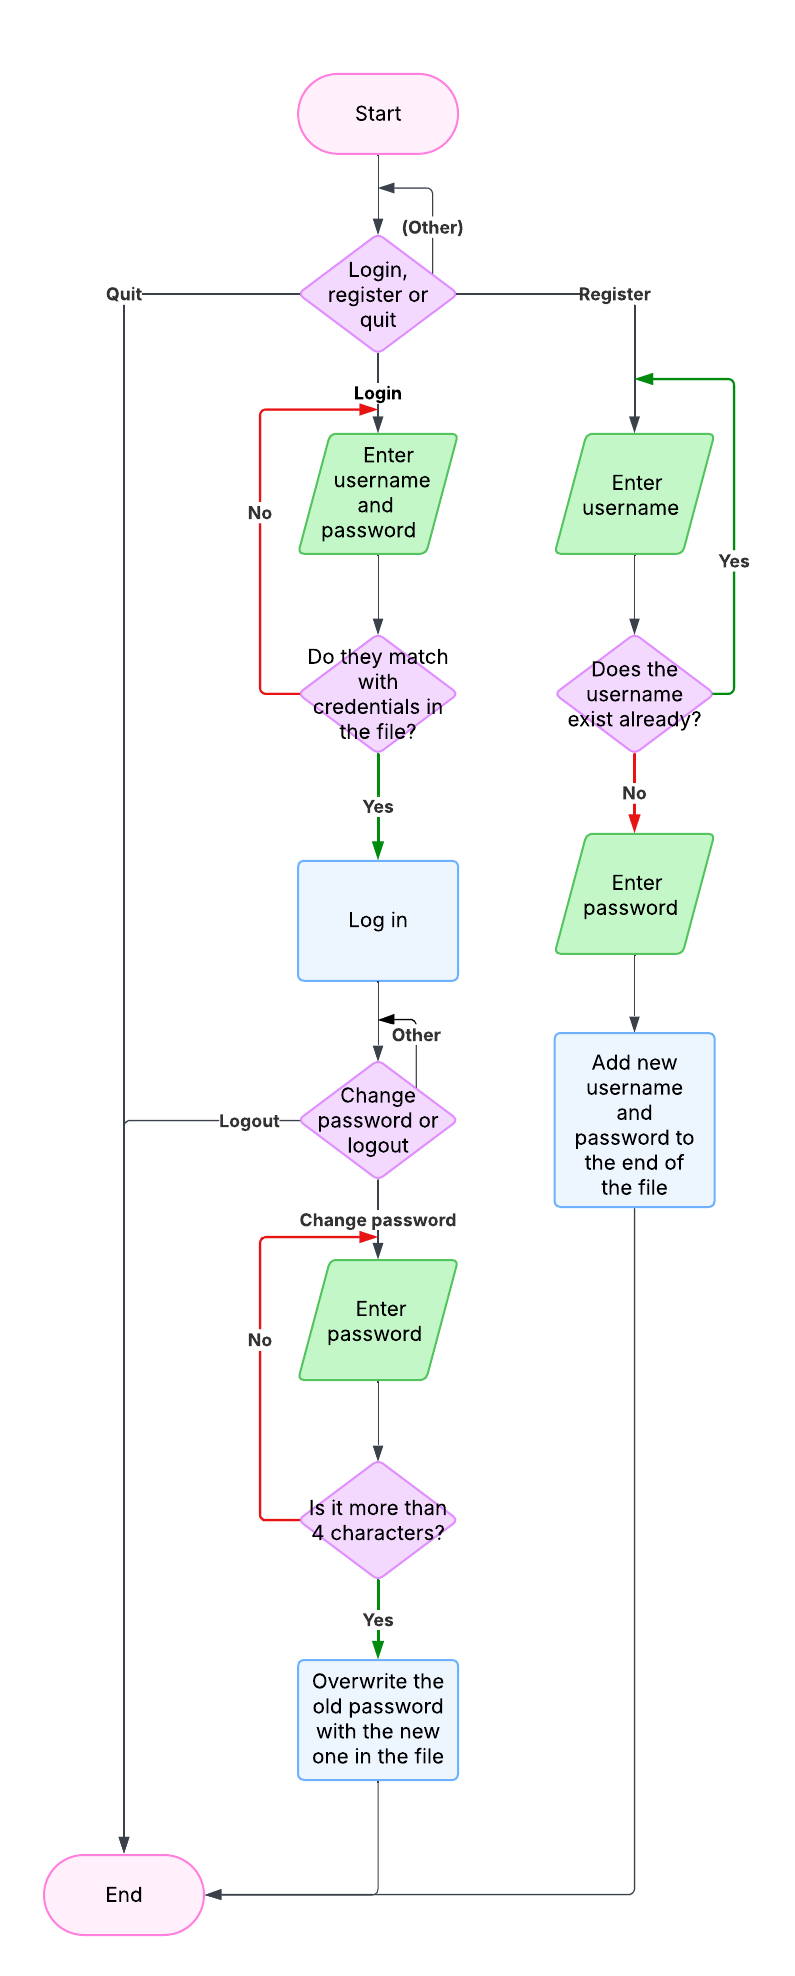 Start
(Other)
Login,
register or
quit
Quit
Register
Login
Enter
username
and
password
No
Enter
username
Yes
Do they match
with
credentials in
the file?
Does the
username
exist already?
Yes
No
Enter
password
Log in
Other
Change
password or
logout
Logout
Add new
username
and
password to
the end of
the file
Change password
Enter
password
No
Is it more than
4 characters?
Yes
Overwrite the
old password
with the new
one in the file
End